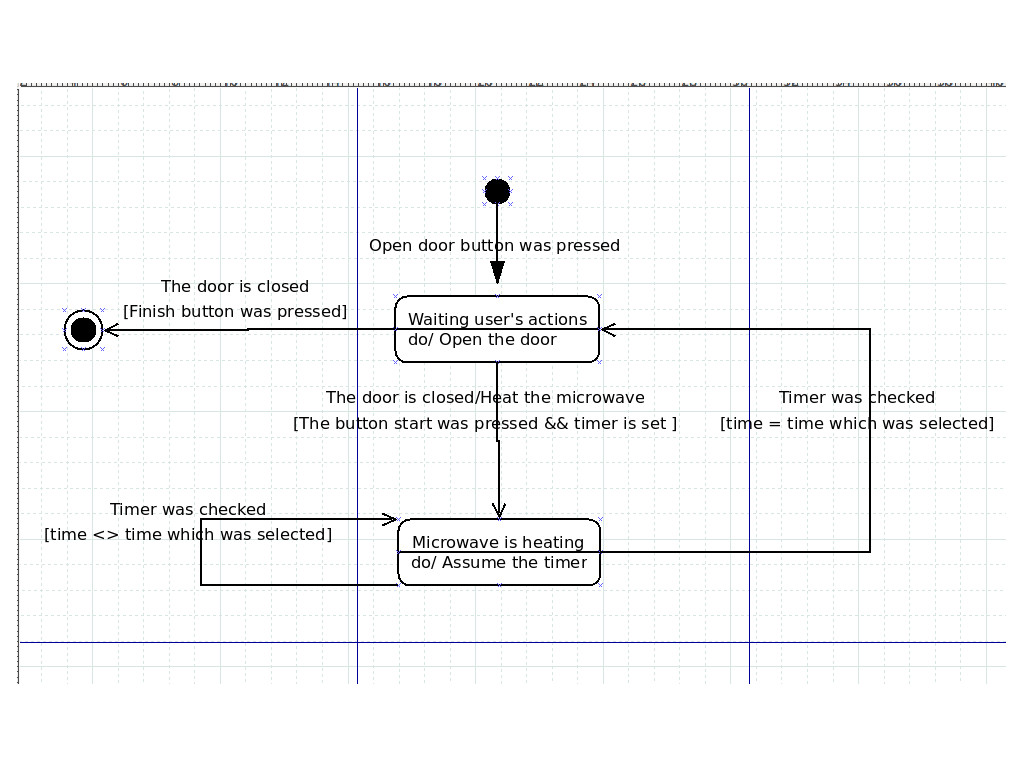 Open door button was pressed
The door is closed
[Finish button was pressed]
Waiting user's actions
do/ Open the door
The door is closed/Heat the microwave
[The button start was pressed && timer is set ]
Timer was checked
[time = time which was selected]
Timer was checked
[time <> time which was selected]
Microwave is heating
do/ Assume the timer